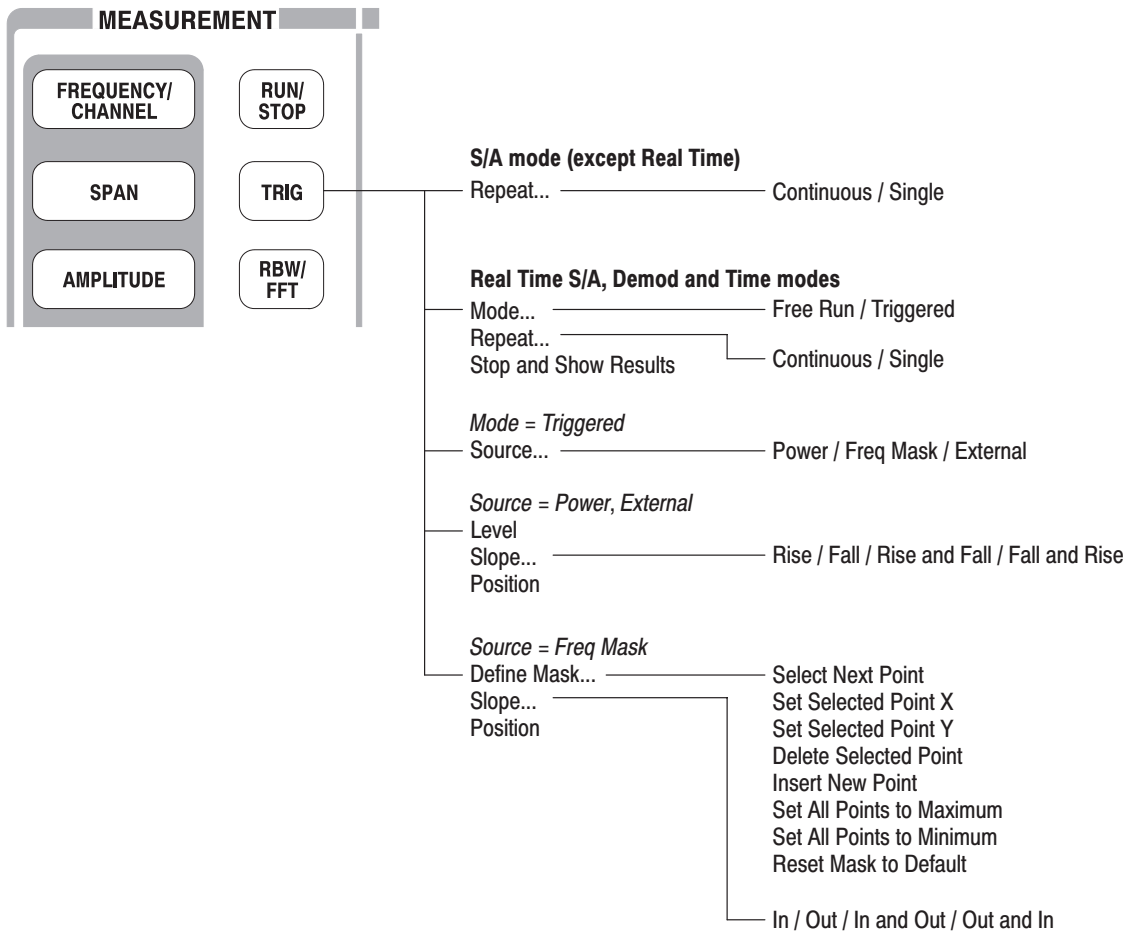 MEASUREMENT
FREQUENCY/
CHANNEL
RUN/
STOP
SPAN
TRIG
AMPLITUDE
RBW/
FFT
S/A mode (except Real Time)
Repeat... Continuous / Single
Real Time S/A, Demod and Time modes
Mode... Free Run / Triggered
Repeat... Continuous / Single
Stop and Show Results
Mode = Triggered
Source... Power / Freq Mask / External
Source = Power, External
Level
Slope... Rise / Fall / Rise and Fall / Fall and Rise
Position
Source = Freq Mask
Define Mask...
Slope...
Position
Select Next Point
Set Selected Point X
Set Selected Point Y
Delete Selected Point
Insert New Point
Set All Points to Maximum
Set All Points to Minimum
Reset Mask to Default
In / Out / In and Out / Out and In